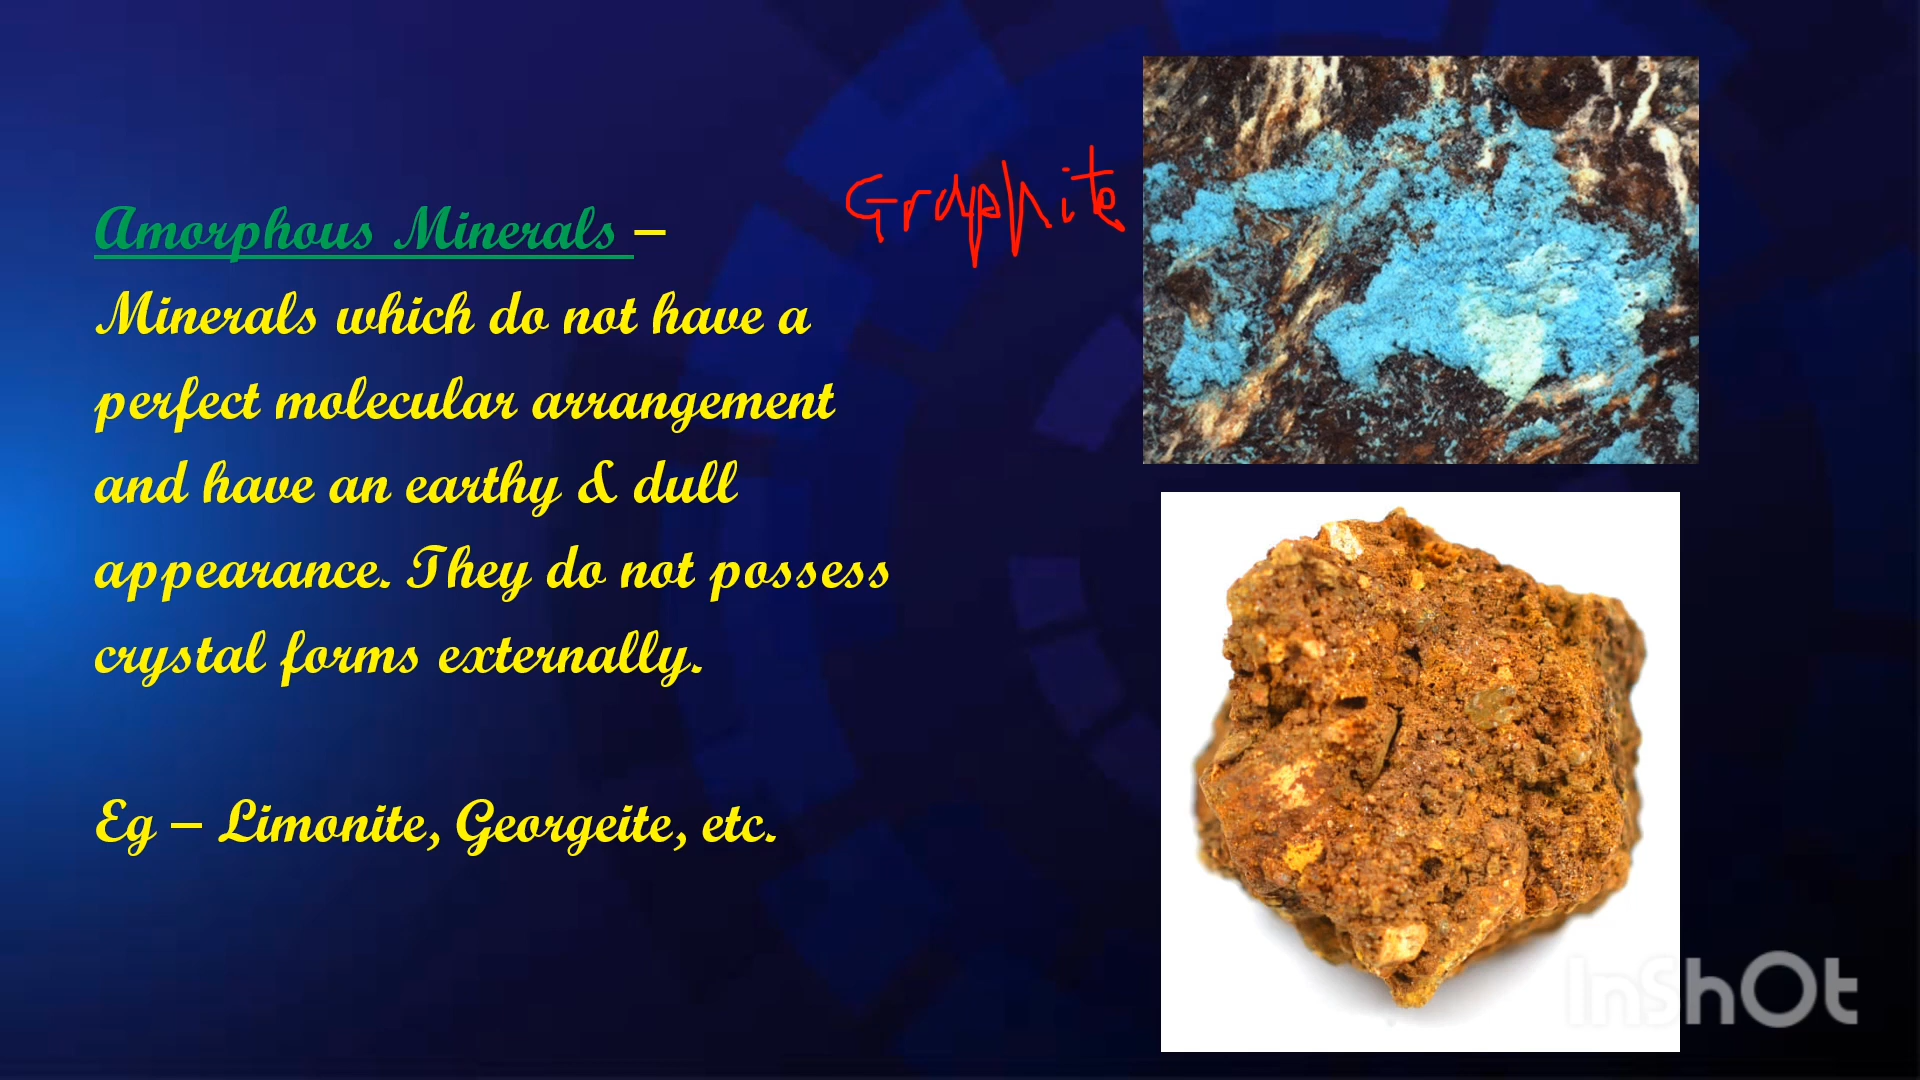 Graphite
Amorphous Minerals –
Minerals which do not have a
perfect molecular arrangement
and have an earthy & dull
appearance. They do not possess
crystal forms externally.
Eg – Limonite, Georgeite, etc.
InShOt